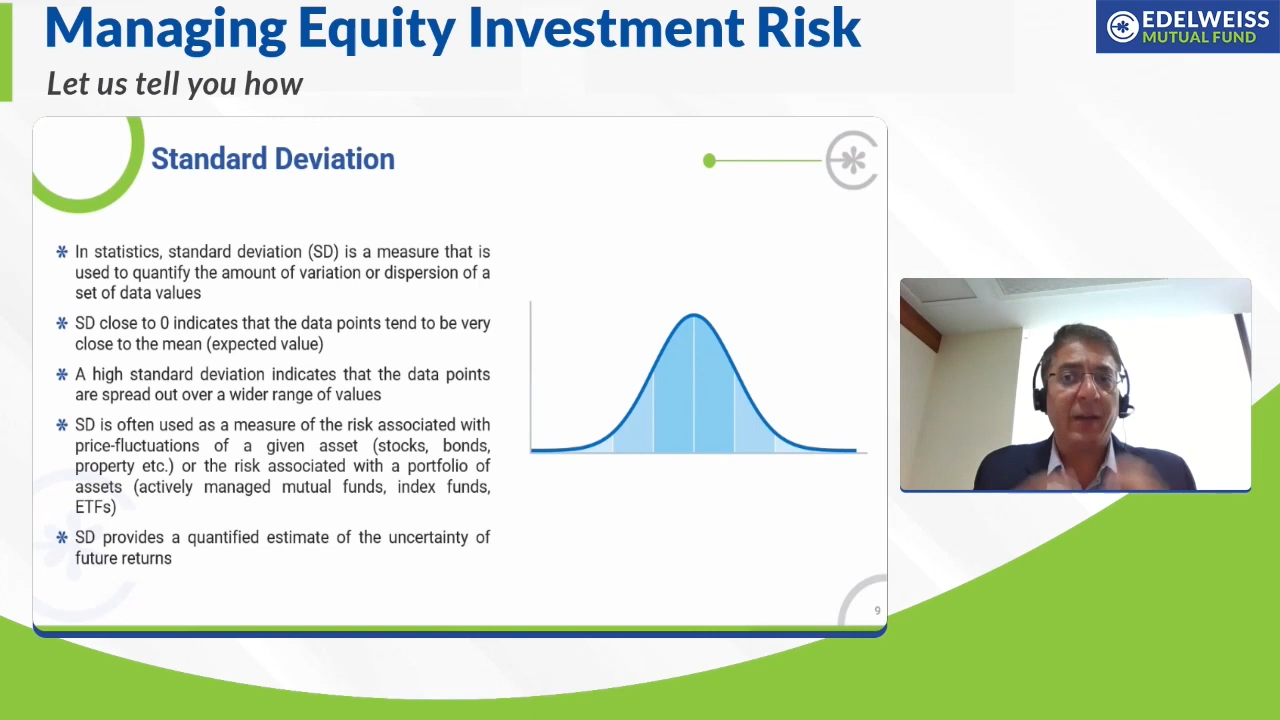 Managing Equity Investment Risk
EDELWEISS
MUTUAL FUND
Let us tell you how
Standard Deviation
In statistics, standard deviation (SD) is a measure that is
used to quantify the amount of variation or dispersion of a
set of data values
SD close to 0 indicates that the data points tend to be very
close to the mean (expected value)
A high standard deviation indicates that the data points
are spread out over a wider range of values
SD is often used as a measure of the risk associated with
price-fluctuations of a given asset (stocks, bonds,
property etc.) or the risk associated with a portfolio of
assets (actively managed mutual funds, index funds,
ETFs)
SD provides a quantified estimate of the uncertainty of
future returns
9